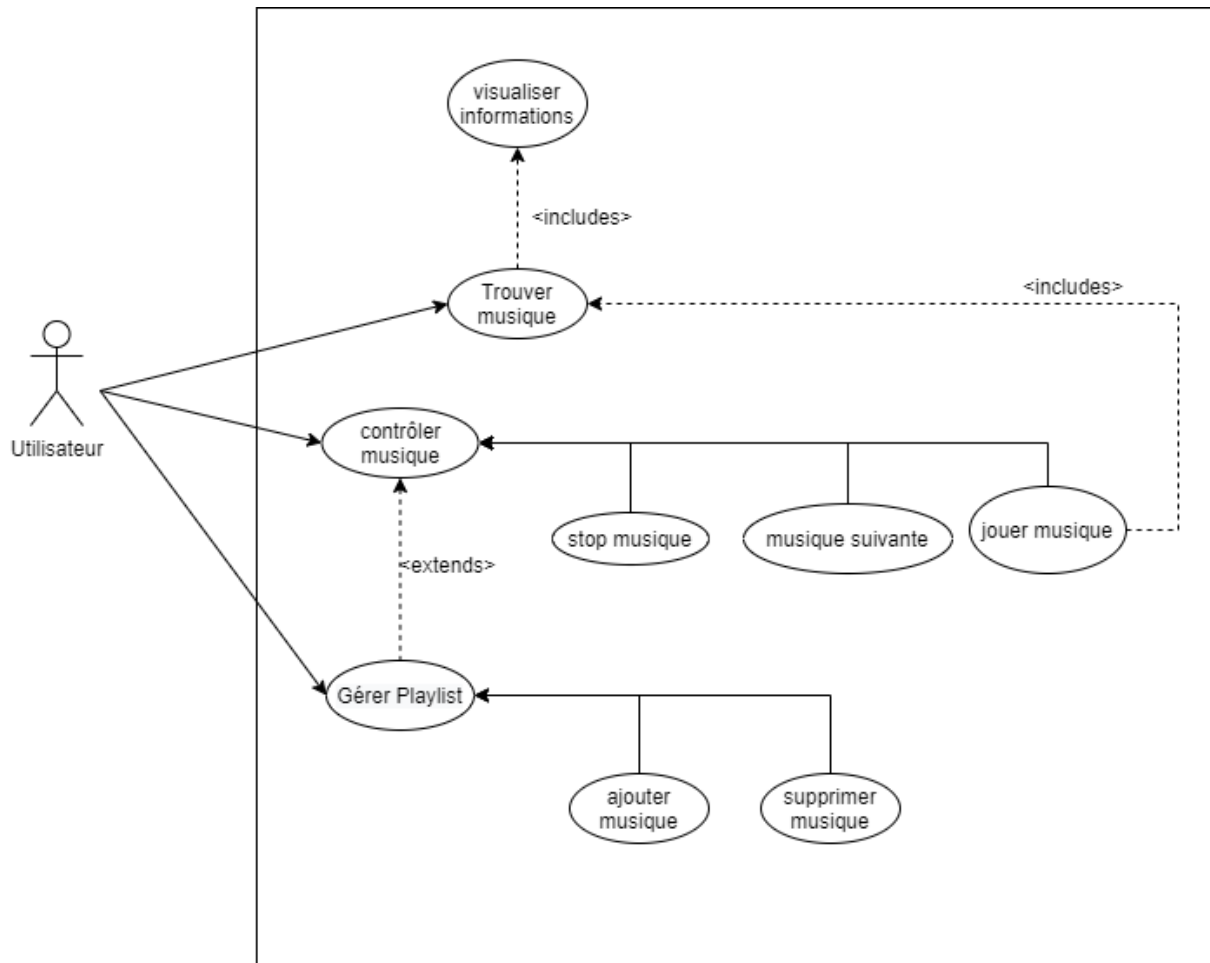 visualiser
informations
<includes>
Trouver
musique
<includes>
Utilisateur
contrôler
musique
stop musique
musique suivante
jouer musique
<extends>
Gérer Playlist
ajouter
musique
supprimer
musique